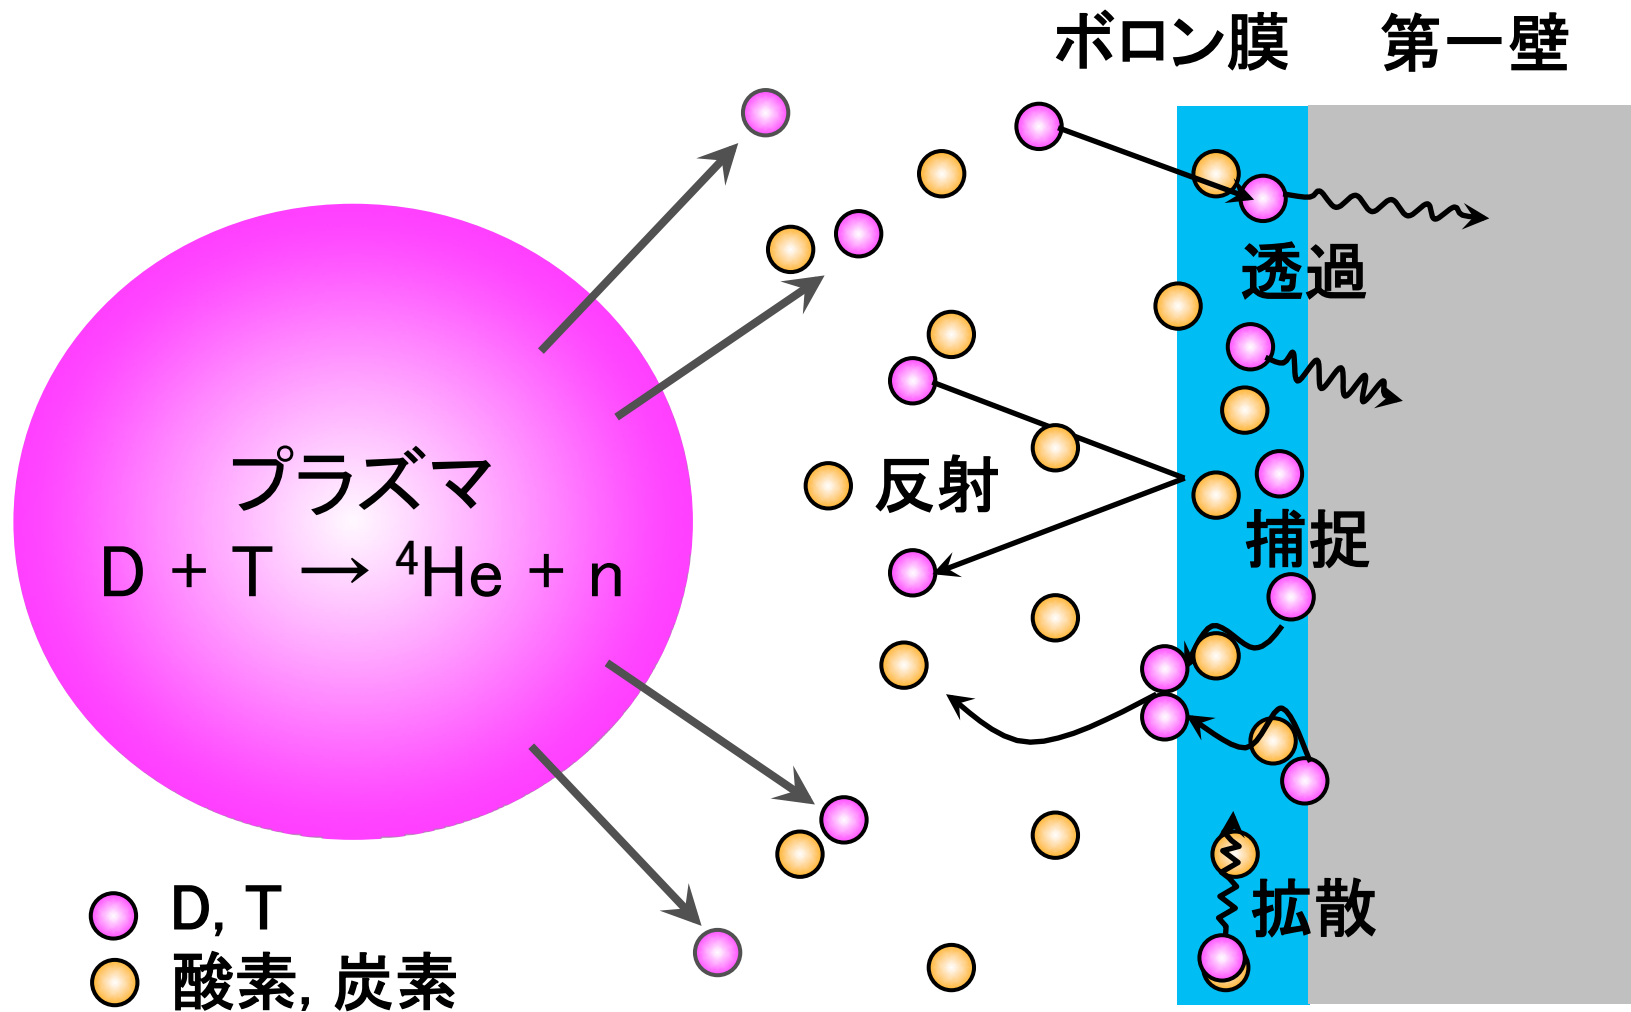 ボロン膜
第一壁
透過
プラズマ
D + T → ⁴He + n
反射
捕捉
拡散
D, T
酸素, 炭素